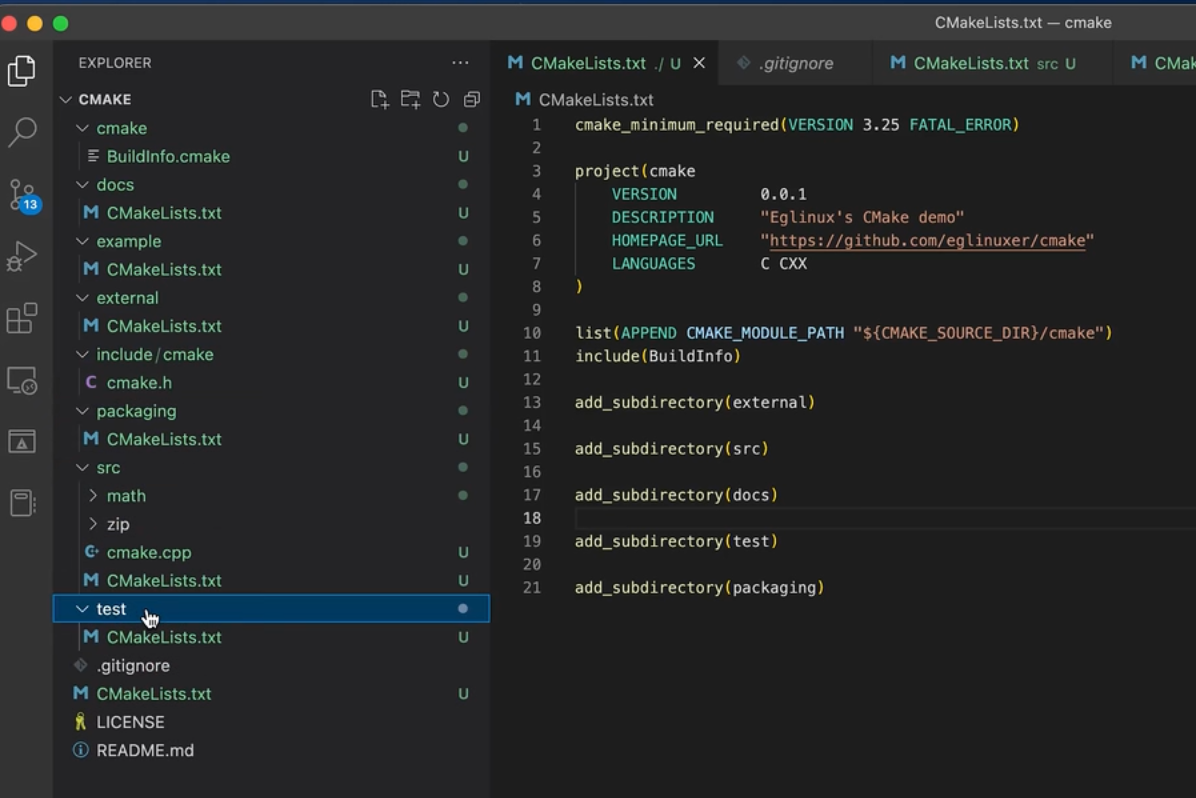 CMakeLists.txt — cmake
EXPLORER
CMAKE
cmake
BuildInfo.cmake U
docs
CMakeLists.txt U
example
CMakeLists.txt U
external
CMakeLists.txt U
include/cmake
C cmake.h U
packaging
M CMakeLists.txt U
src
math
zip
cmake.cpp U
M CMakeLists.txt U
test
M CMakeLists.txt U
.gitignore
M CMakeLists.txt U
LICENSE
README.md
13
M CMakeLists.txt ./ U
.gitignore
M CMakeLists.txt src U
M CMak
M CMakeLists.txt
1 cmake_minimum_required(VERSION 3.25 FATAL_ERROR)
2
3 project(cmake
4 VERSION 0.0.1
5 DESCRIPTION "Eglinux's CMake demo"
6 HOMEPAGE_URL "https://github.com/eglinuxer/cmake"
7 LANGUAGES C CXX
8 )
9
10 list(APPEND CMAKE_MODULE_PATH "${CMAKE_SOURCE_DIR}/cmake")
11 include(BuildInfo)
12
13 add_subdirectory(external)
14
15 add_subdirectory(src)
16
17 add_subdirectory(docs)
18
19 add_subdirectory(test)
20
21 add_subdirectory(packaging)